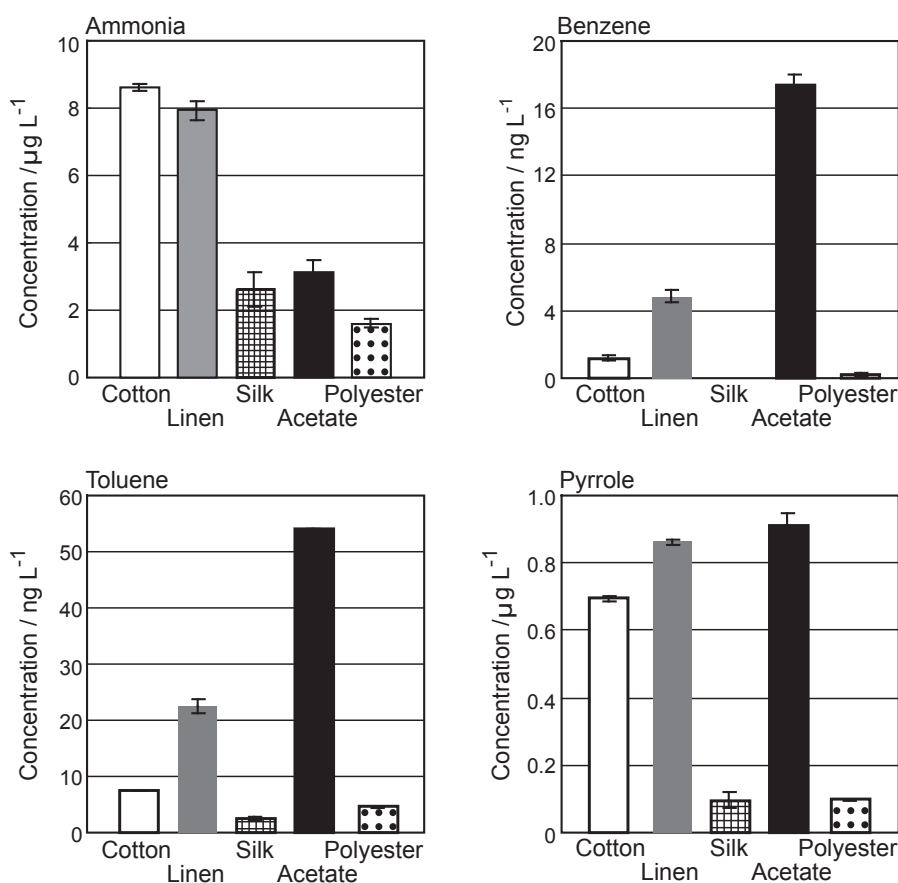 Ammonia
Concentration /µg L⁻¹
10
8
6
4
2
0
Cotton Silk Polyester
Linen Acetate
Benzene
Concentration / ng L⁻¹
20
16
12
8
4
0
Cotton Silk Polyester
Linen Acetate
Toluene
Concentration / ng L⁻¹
60
50
40
30
20
10
0
Cotton Silk Polyester
Linen Acetate
Pyrrole
Concentration /µg L⁻¹
1.0
0.8
0.6
0.4
0.2
0
Cotton Silk Polyester
Linen Acetate